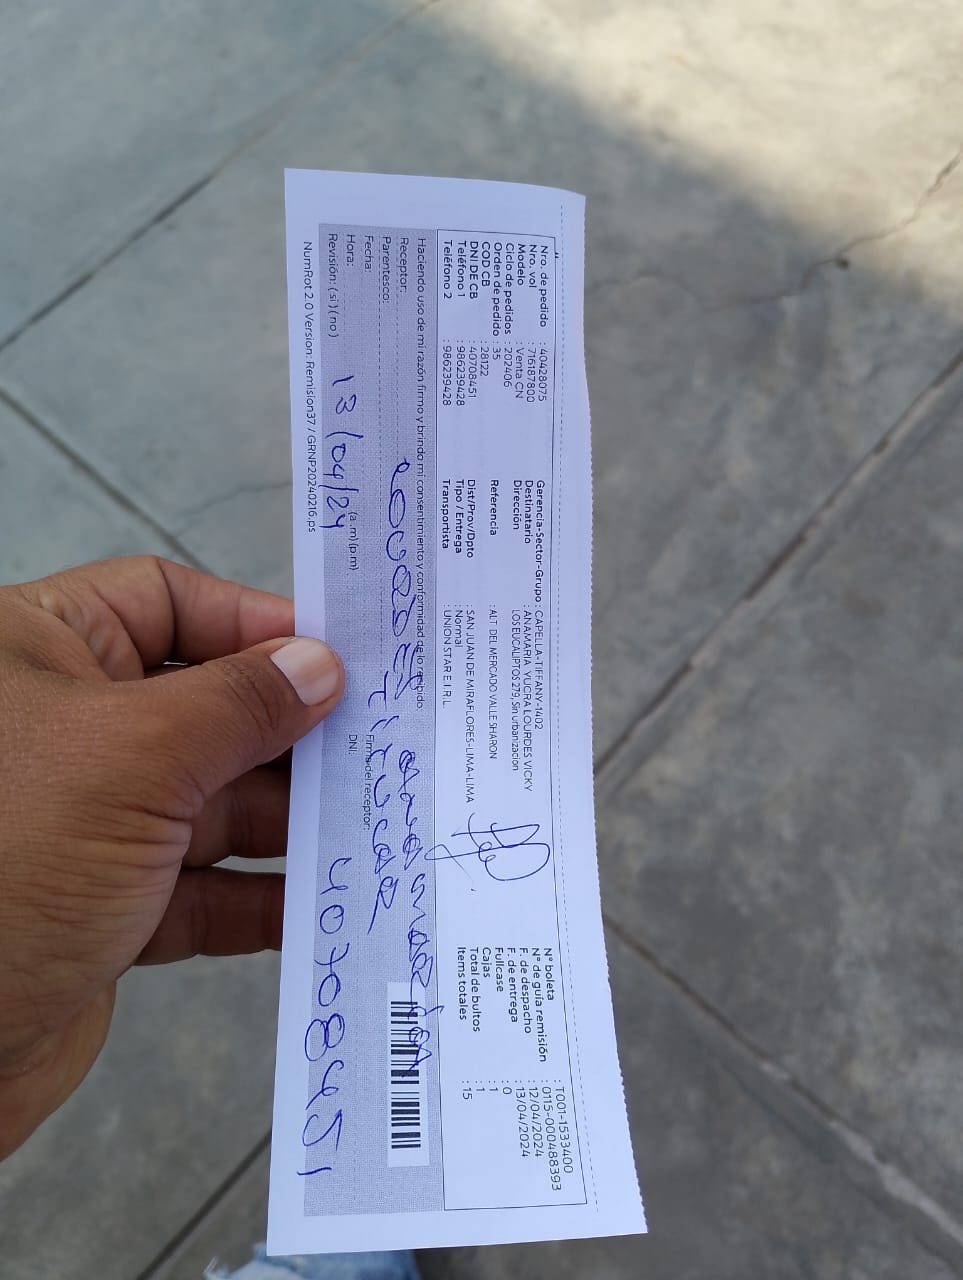 Nro. de pedido : 40428075
Nro. vol : 716187800
Modelo : Venta CN
Ciclo de pedidos : 202406
Orden de pedido : 35
COD CB : 28122
DNI DE CB : 40708451
Teléfono 1 : 986239428
Teléfono 2 : 986239428
Gerencia-Sector-Grupo : CAPELLA-TIFFANY-1402
Destinatario : ANAMARIA YUCRA LOURDES VICKY
Dirección LOS EUCALIPTOS 279, Sin urbanizacion
Referencia : ALT. DEL MERCADO VALLE SHARON
Dist/Prov/Dpto : SAN JUAN DE MIRAFLORES-LIMA-LIMA
Tipo / Entrega : Normal
Transportista : UNION STAR E.I.R.L
N° boleta : T001-1533400
N° de guía remisión : 0115-000488393
F. de despacho : 12/04/2024
F. de entrega : 13/04/2024
Fullcase : 0
Cajas : 1
Total de bultos : 1
Items totales : 15
Haciendo uso de mi razón firmo y brindo mi consentimiento y conformidad de lo recibido.
Receptor:
Parentesco:
Fecha:
Firma del receptor:
Hora: (a.m)(p.m)
DNI: 40708451
13/04/24
Revisión: (si)(no)
NumRot 2.0 Version: Remision37 / GRNP20240216.ps